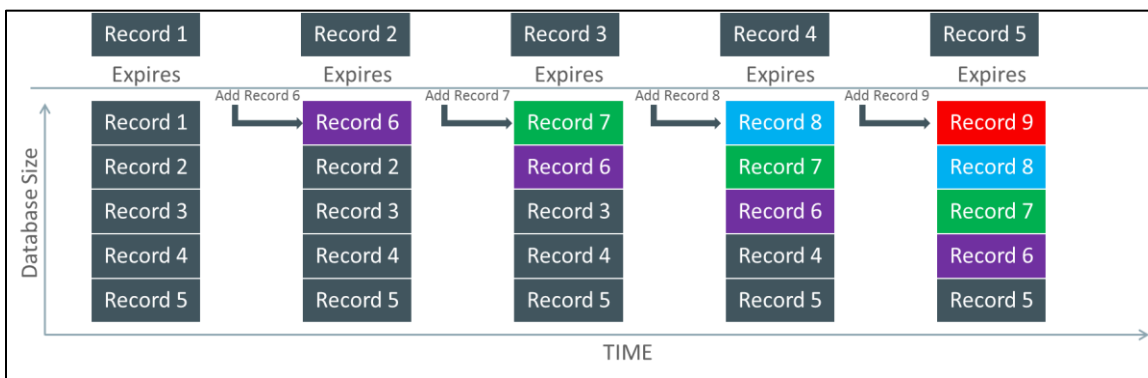 Record 1 Record 2 Record 3 Record 4 Record 5
Expires Expires Expires Expires Expires
Add Record 6 Add Record 7 Add Record 8 Add Record 9
Record 1 Record 6 Record 7 Record 8 Record 9
Record 2 Record 2 Record 6 Record 7 Record 8
Record 3 Record 3 Record 3 Record 6 Record 7
Record 4 Record 4 Record 4 Record 4 Record 6
Record 5 Record 5 Record 5 Record 5 Record 5
Database Size
TIME